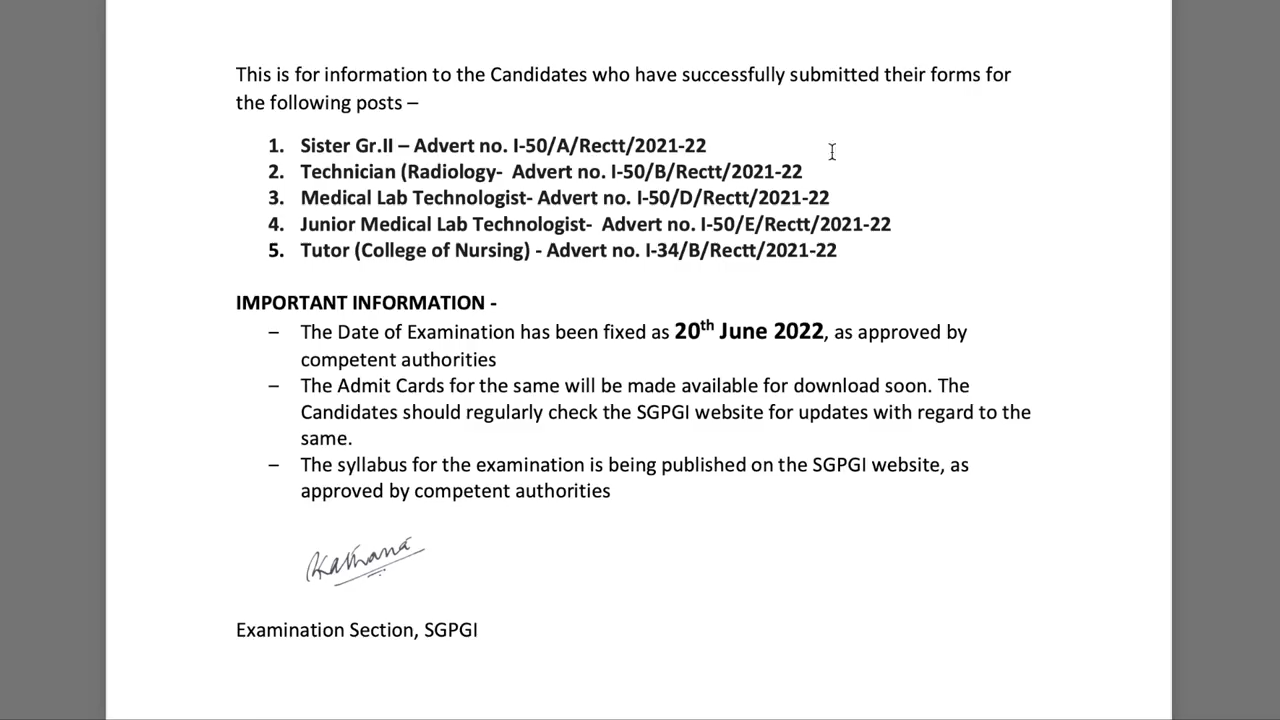 This is for information to the Candidates who have successfully submitted their forms for
the following posts –
1. Sister Gr.II – Advert no. I-50/A/Rectt/2021-22
2. Technician (Radiology- Advert no. I-50/B/Rectt/2021-22
3. Medical Lab Technologist- Advert no. I-50/D/Rectt/2021-22
4. Junior Medical Lab Technologist- Advert no. I-50/E/Rectt/2021-22
5. Tutor (College of Nursing) - Advert no. I-34/B/Rectt/2021-22
IMPORTANT INFORMATION -
– The Date of Examination has been fixed as 20th June 2022, as approved by
competent authorities
– The Admit Cards for the same will be made available for download soon. The
Candidates should regularly check the SGPGI website for updates with regard to the
same.
– The syllabus for the examination is being published on the SGPGI website, as
approved by competent authorities
Examination Section, SGPGI